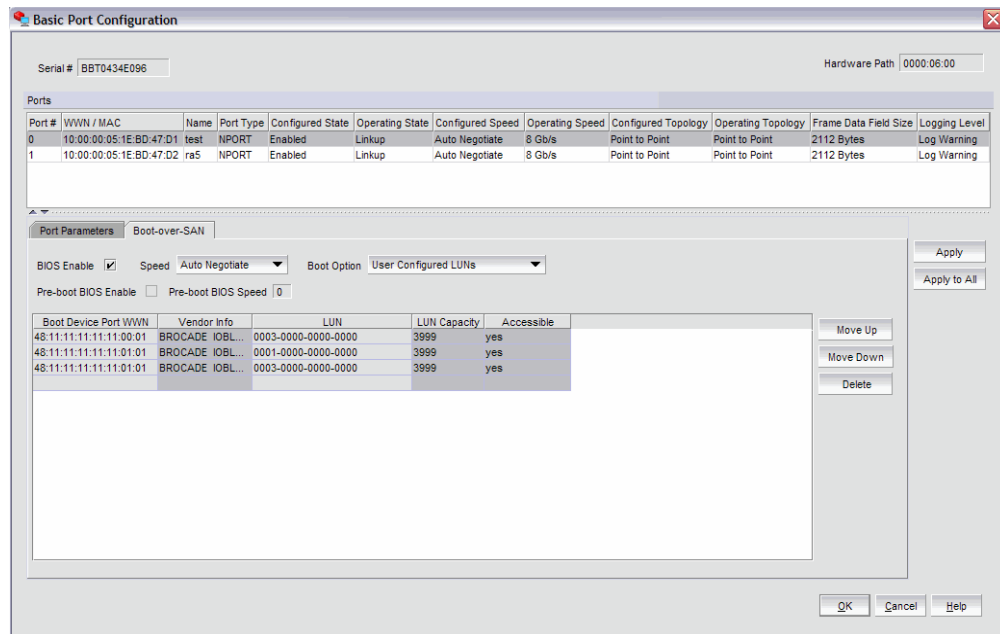 Basic Port Configuration
Serial # BBT0434E096
Hardware Path 0000:06:00
Ports
Port # WWN / MAC Name Port Type Configured State Operating State Configured Speed Operating Speed Configured Topology Operating Topology Frame Data Field Size Logging Level
0 10:00:00:05:1E:BD:47:D1 test NPORT Enabled Linkup Auto Negotiate 8 Gb/s Point to Point Point to Point 2112 Bytes Log Warning
1 10:00:00:05:1E:BD:47:D2 ra5 NPORT Enabled Linkup Auto Negotiate 8 Gb/s Point to Point Point to Point 2112 Bytes Log Warning
Port Parameters Boot-over-SAN
BIOS Enable Speed Auto Negotiate Boot Option User Configured LUNs
Apply
Pre-boot BIOS Enable Pre-boot BIOS Speed 0
Apply to All
Boot Device Port WWN Vendor Info LUN LUN Capacity Accessible
48:11:11:11:11:11:00:01 BROCADE IOBL... 0003-0000-0000-0000 3999 yes
48:11:11:11:11:11:01:01 BROCADE IOBL... 0001-0000-0000-0000 3999 yes
48:11:11:11:11:11:01:01 BROCADE IOBL... 0003-0000-0000-0000 3999 yes
Move Up
Move Down
Delete
OK Cancel Help